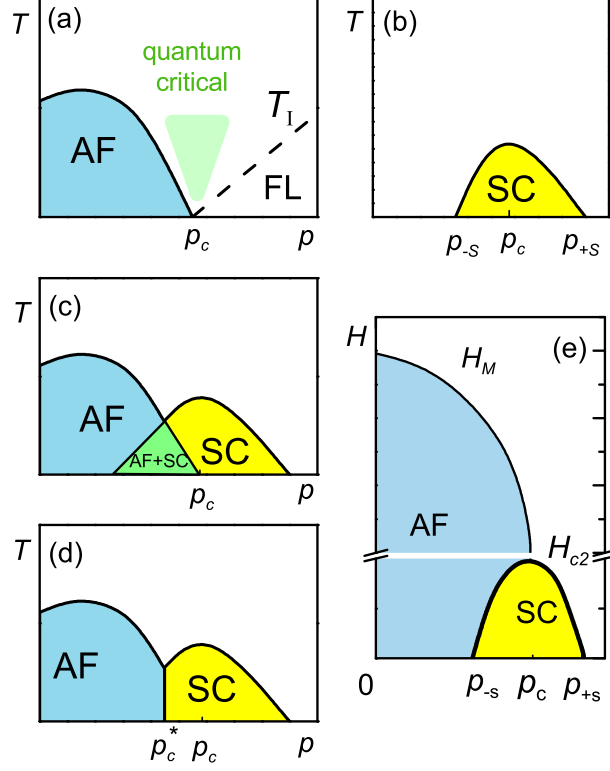 T
(a)
quantum
critical
AF
T_I
FL
p_c
p
T
(b)
SC
p_-S
p_c
p_+S
T
(c)
AF
AF+SC
SC
p_c
p
T
(d)
AF
SC
p_c^*
p_c
p
H
H_M
(e)
AF
H_c2
SC
0
p_-s
p_c
p_+s